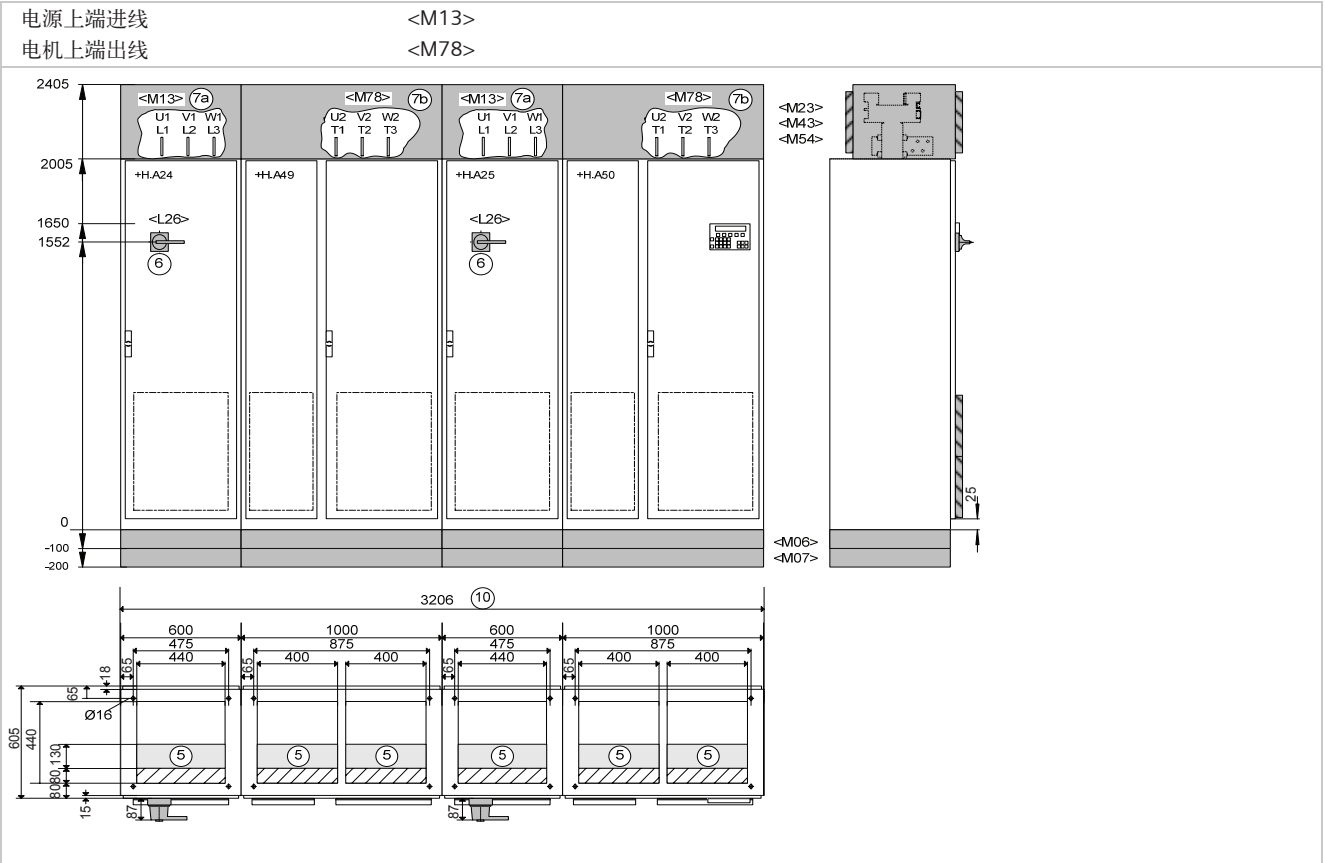 电源上端进线 <M13>
电机上端出线 <M78>
2405
<M13> 7a <M78> 7b <M13> 7a <M78> 7b
U1 V1 W1 U2 V2 W2 U1 V1 W1 U2 V2 W2
L1 L2 L3 T1 T2 T3 L1 L2 L3 T1 T2 T3
<M23>
<M43>
<M54>
2005
+H.A24 +H.A49 +H.A25 +H.A50
1650
<L26> <L26>
1552
6 6
25
0
-100
-200
<M06>
<M07>
3206 10
600 1000 600 1000
475 875 475 875
440 400 400 440 400 400
65 65 65 65
18
65
Ø16
605
440
130
80
80
15
5 5 5 5 5 5
87 87